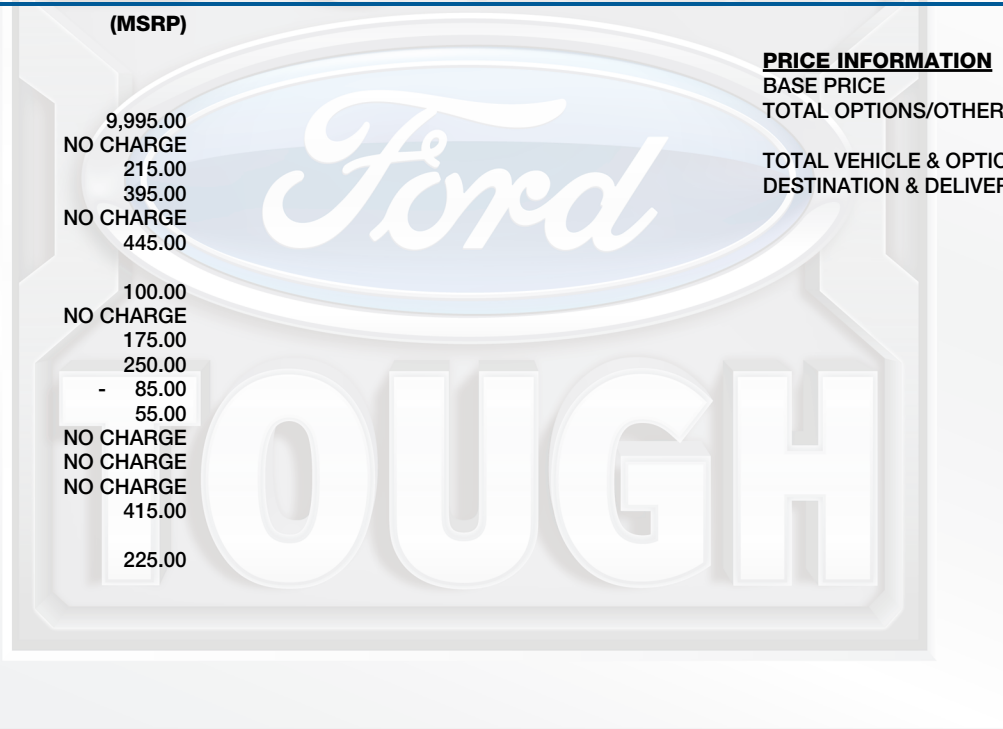 (MSRP)
9,995.00
NO CHARGE
215.00
395.00
NO CHARGE
445.00
100.00
NO CHARGE
175.00
250.00
- 85.00
55.00
NO CHARGE
NO CHARGE
NO CHARGE
415.00
225.00
PRICE INFORMATION
BASE PRICE
TOTAL OPTIONS/OTHER
TOTAL VEHICLE & OPTIO
DESTINATION & DELIVER
Ford
TOUGH